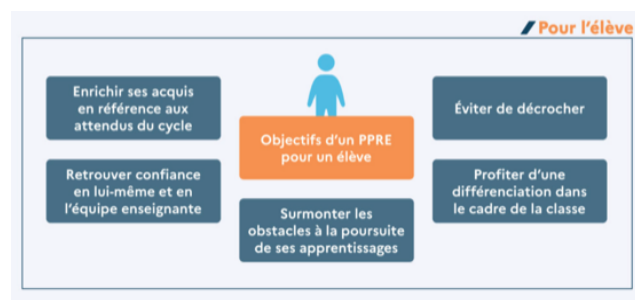 Pour l'élève
Enrichir ses acquis
en référence aux
attendus du cycle
Éviter de décrocher
Objectifs d'un PPRE
pour un élève
Retrouver confiance
en lui-même et en
l'équipe enseignante
Profiter d'une
différenciation dans
le cadre de la classe
Surmonter les
obstacles à la poursuite
de ses apprentissages